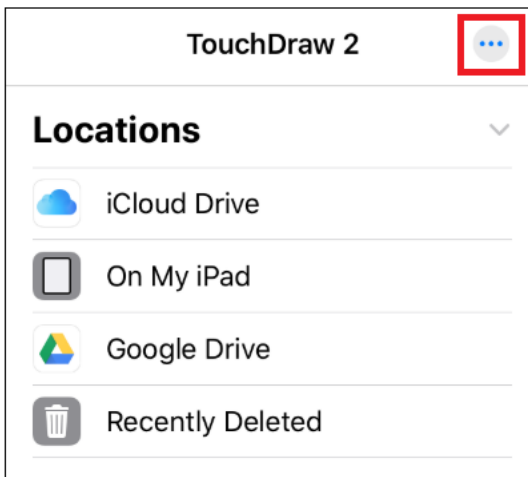 TouchDraw 2
Locations
iCloud Drive
On My iPad
Google Drive
Recently Deleted